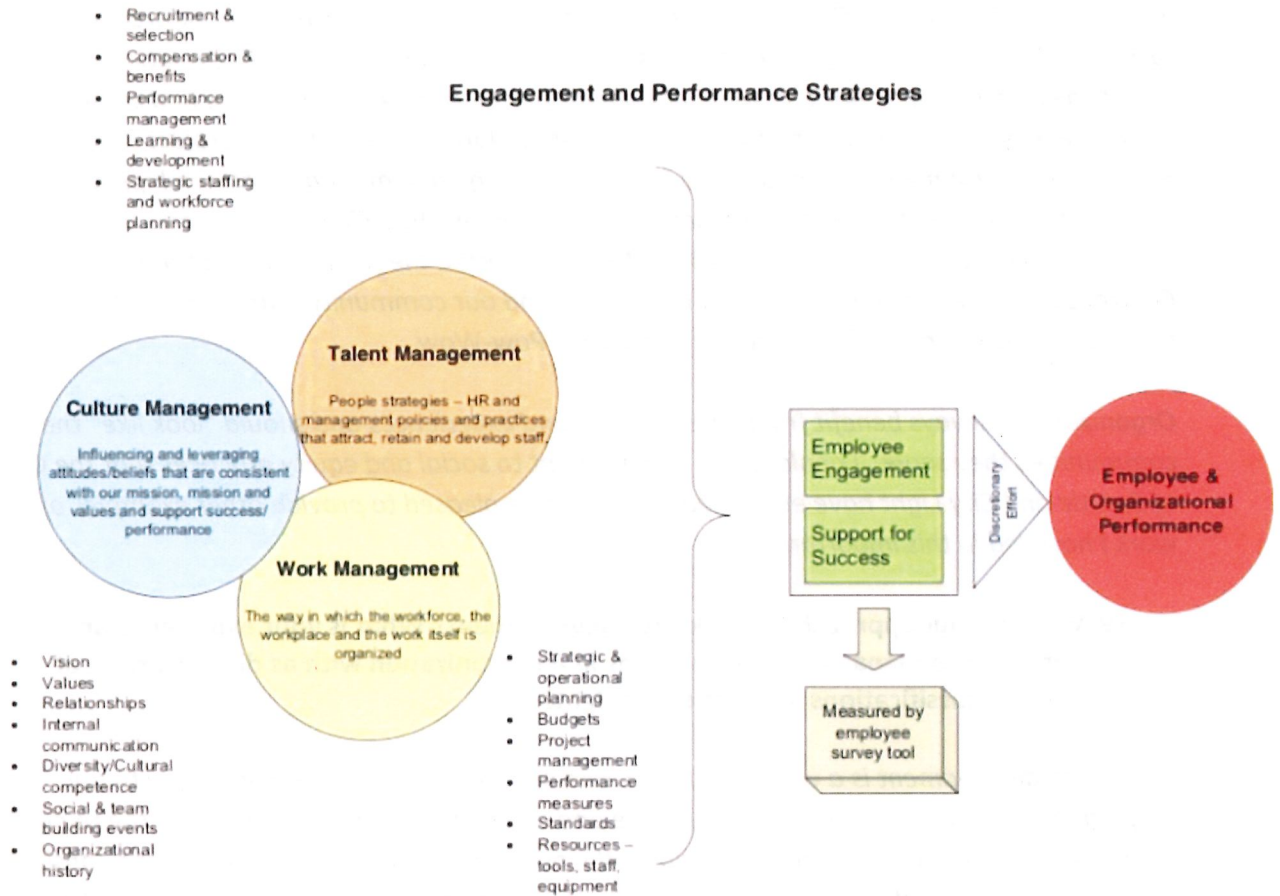 • Recruitment &
selection
• Compensation &
benefits
• Performance
management
• Learning &
development
• Strategic staffing
and workforce
planning
Engagement and Performance Strategies
Talent Management
People strategies – HR and
management policies and practices
that attract, retain and develop staff.
Culture Management
Influencing and leveraging
attitudes/beliefs that are consistent
with our mission, mission and
values and support success/
performance
Work Management
The way in which the workforce, the
workplace and the work itself is
organized
• Vision
• Values
• Relationships
• Internal
communication
• Diversity/Cultural
competence
• Social & team
building events
• Organizational
history
• Strategic &
operational
planning
• Budgets
• Project
management
• Performance
measures
• Standards
• Resources –
tools, staff,
equipment
Employee
Engagement
Support for
Success
Discretionary
Effort
Employee &
Organizational
Performance
Measured by
employee
survey tool